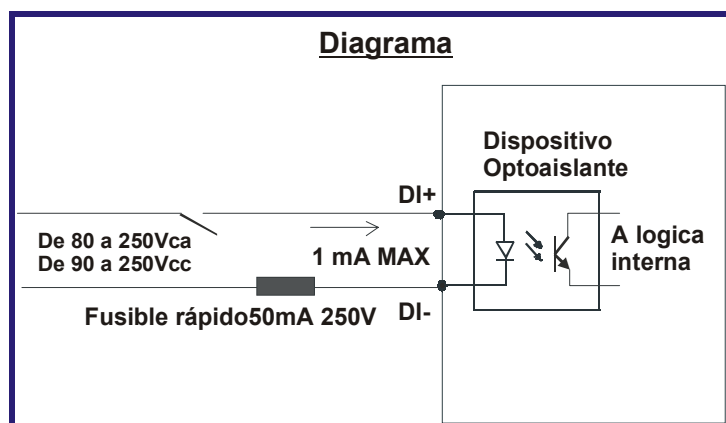 Diagrama
Dispositivo
Optoaislante
DI+
De 80 a 250Vca
De 90 a 250Vcc
1 mA MAX
A logica
interna
Fusible rápido50mA 250V
DI-